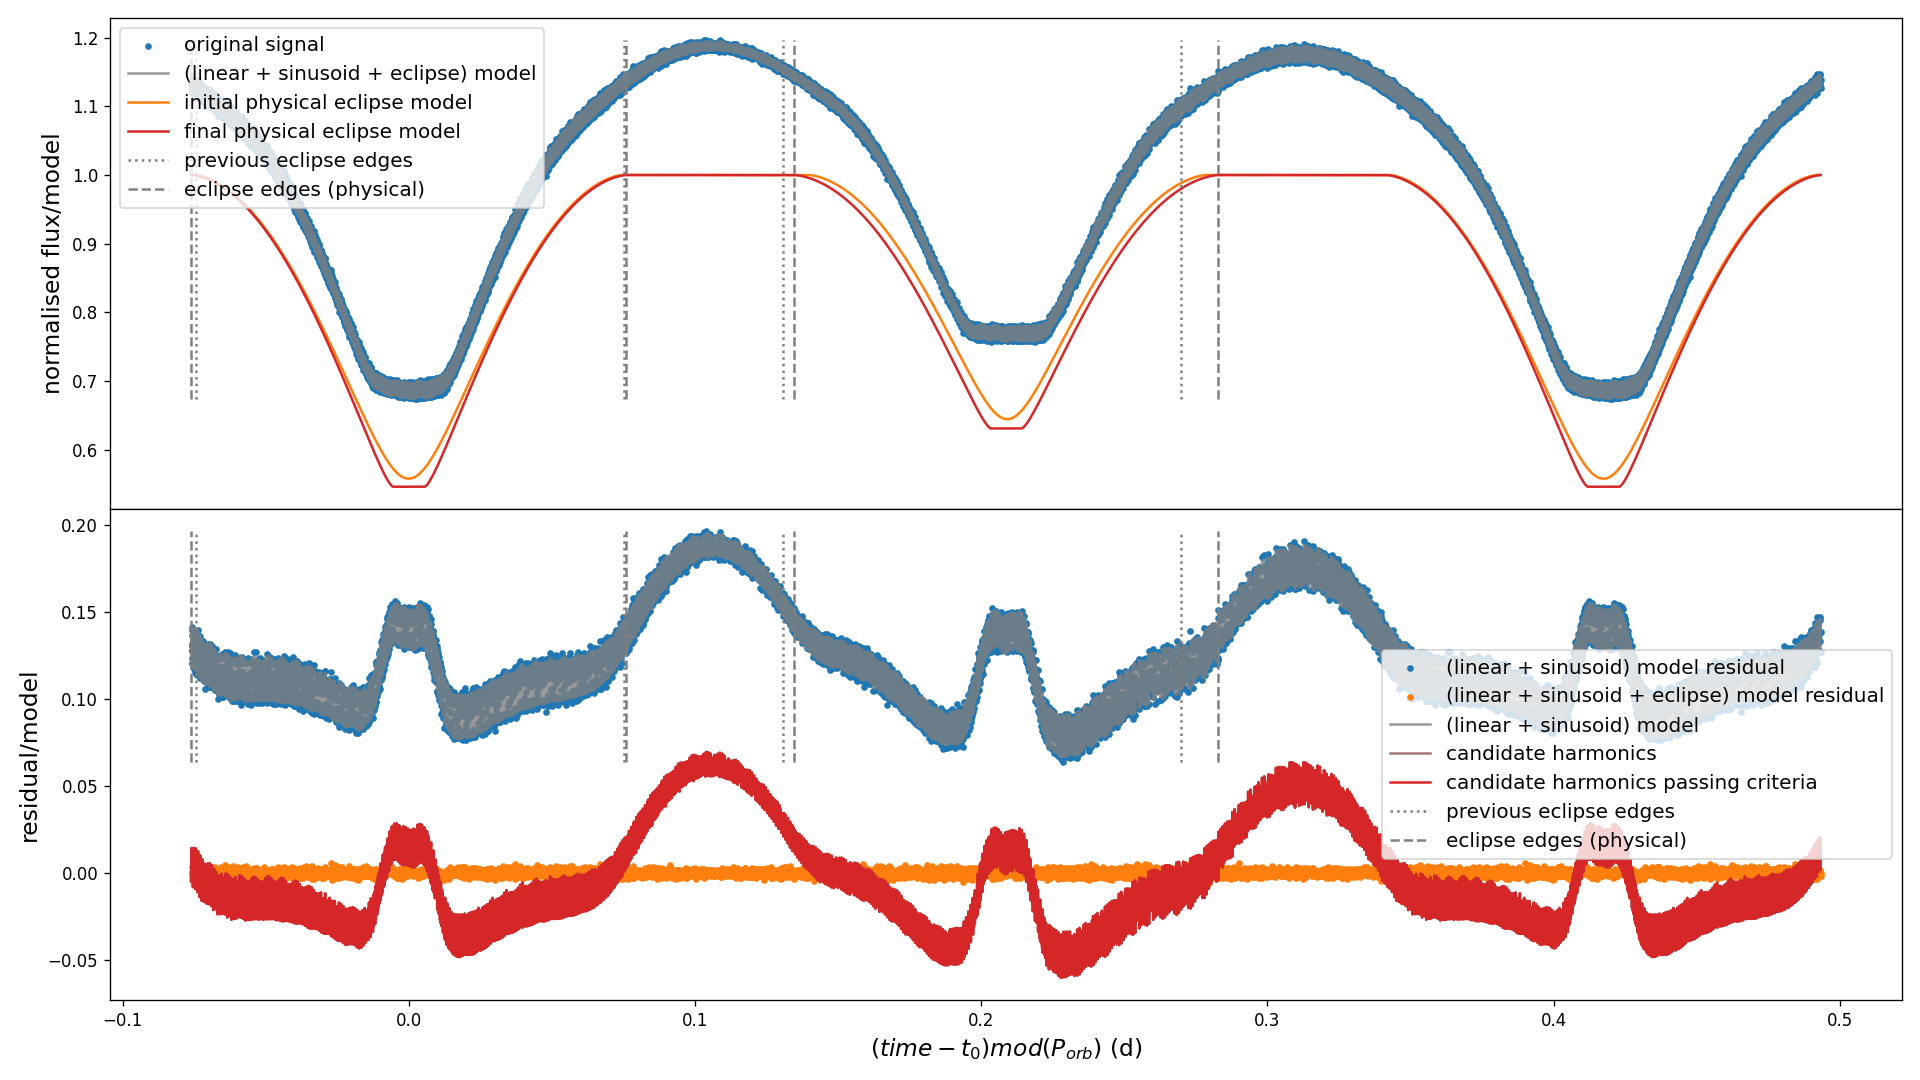 normalised flux/model
1.2
1.1
1.0
0.9
0.8
0.7
0.6
original signal
(linear + sinusoid + eclipse) model
initial physical eclipse model
final physical eclipse model
previous eclipse edges
eclipse edges (physical)
residual/model
0.20
0.15
0.10
0.05
0.00
−0.05
(linear + sinusoid) model residual
(linear + sinusoid + eclipse) model residual
(linear + sinusoid) model
candidate harmonics
candidate harmonics passing criteria
previous eclipse edges
eclipse edges (physical)
−0.1 0.0 0.1 0.2 0.3 0.4 0.5
(time − t₀)mod(P_orb) (d)